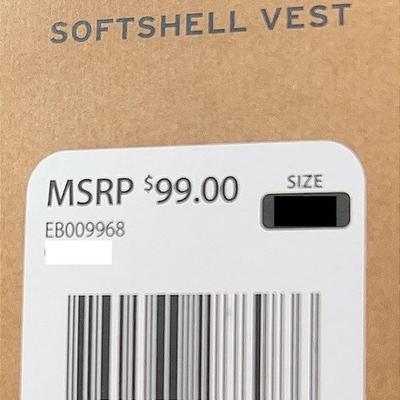 SOFTSHELL VEST
MSRP $99.00
SIZE
EB009968